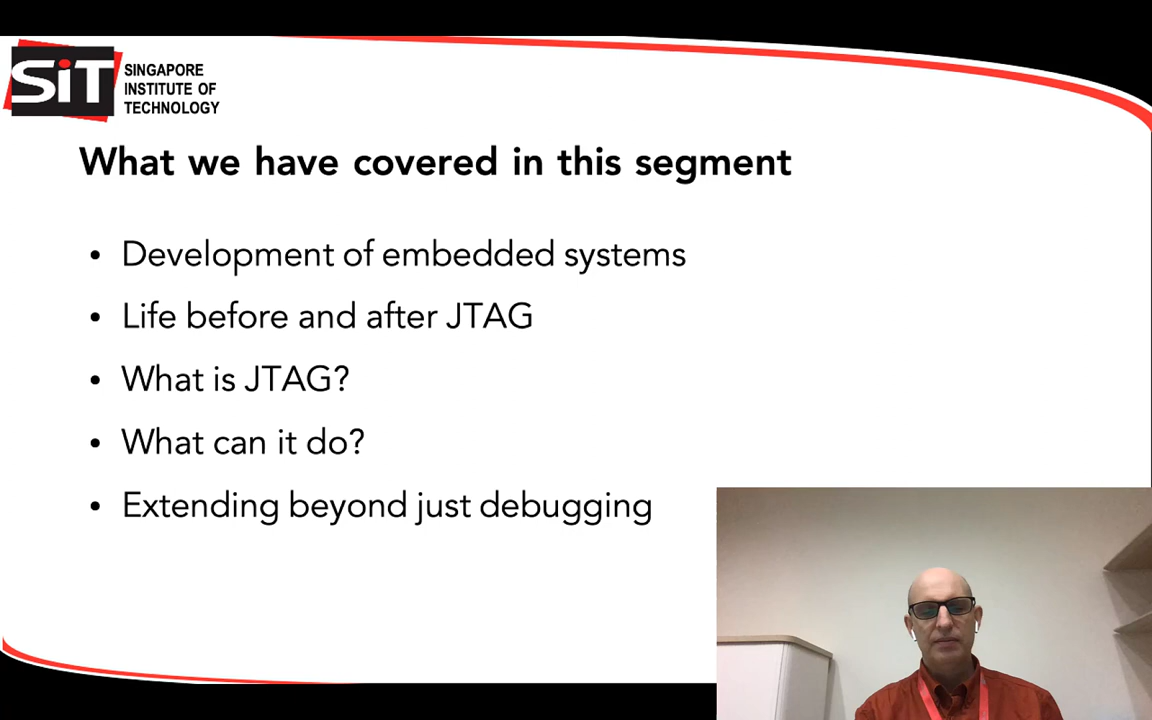 SiT
SINGAPORE
INSTITUTE OF
TECHNOLOGY
What we have covered in this segment
• Development of embedded systems
• Life before and after JTAG
• What is JTAG?
• What can it do?
• Extending beyond just debugging